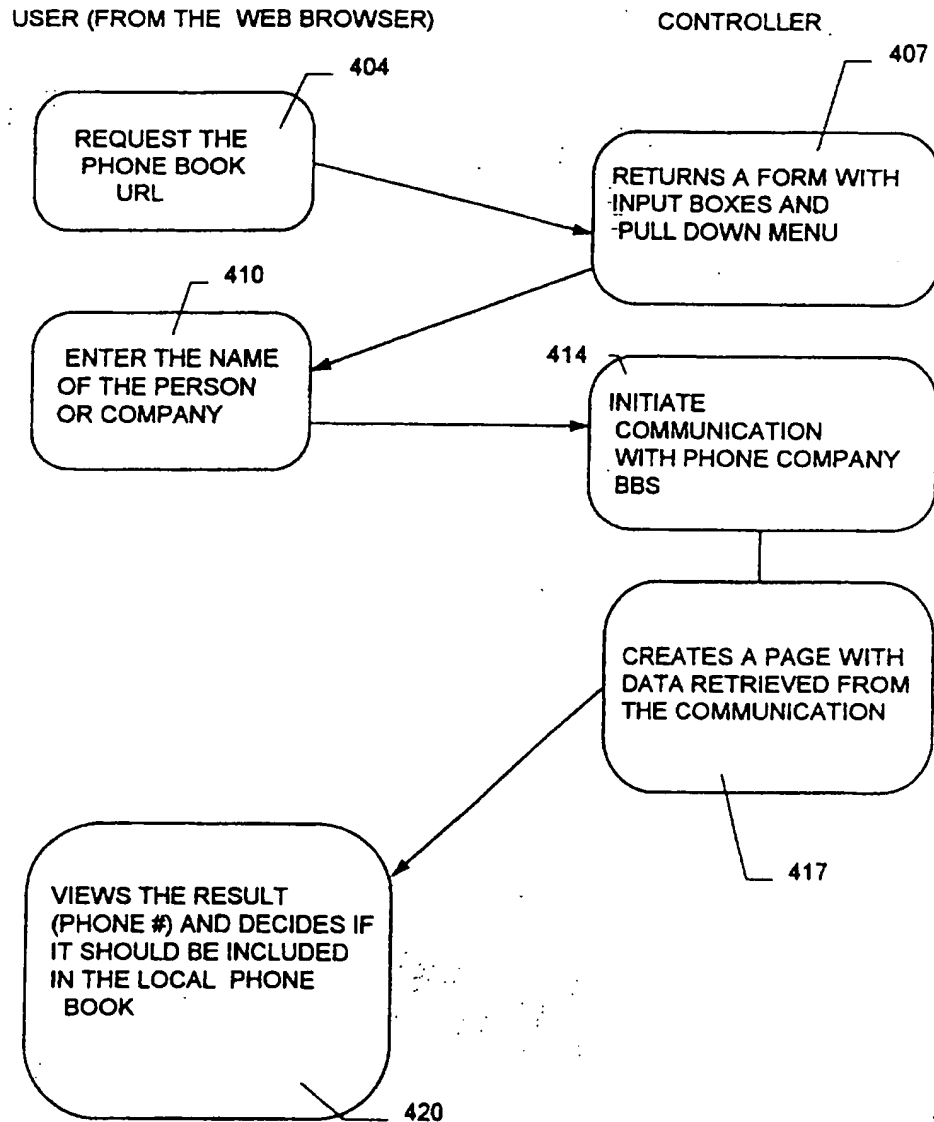 USER (FROM THE WEB BROWSER)
CONTROLLER
404
407
REQUEST THE
PHONE BOOK
URL
RETURNS A FORM WITH
INPUT BOXES AND
PULL DOWN MENU
410
ENTER THE NAME
OF THE PERSON
OR COMPANY
414
INITIATE
COMMUNICATION
WITH PHONE COMPANY
BBS
CREATES A PAGE WITH
DATA RETRIEVED FROM
THE COMMUNICATION
417
VIEWS THE RESULT
(PHONE #) AND DECIDES IF
IT SHOULD BE INCLUDED
IN THE LOCAL PHONE
BOOK
420